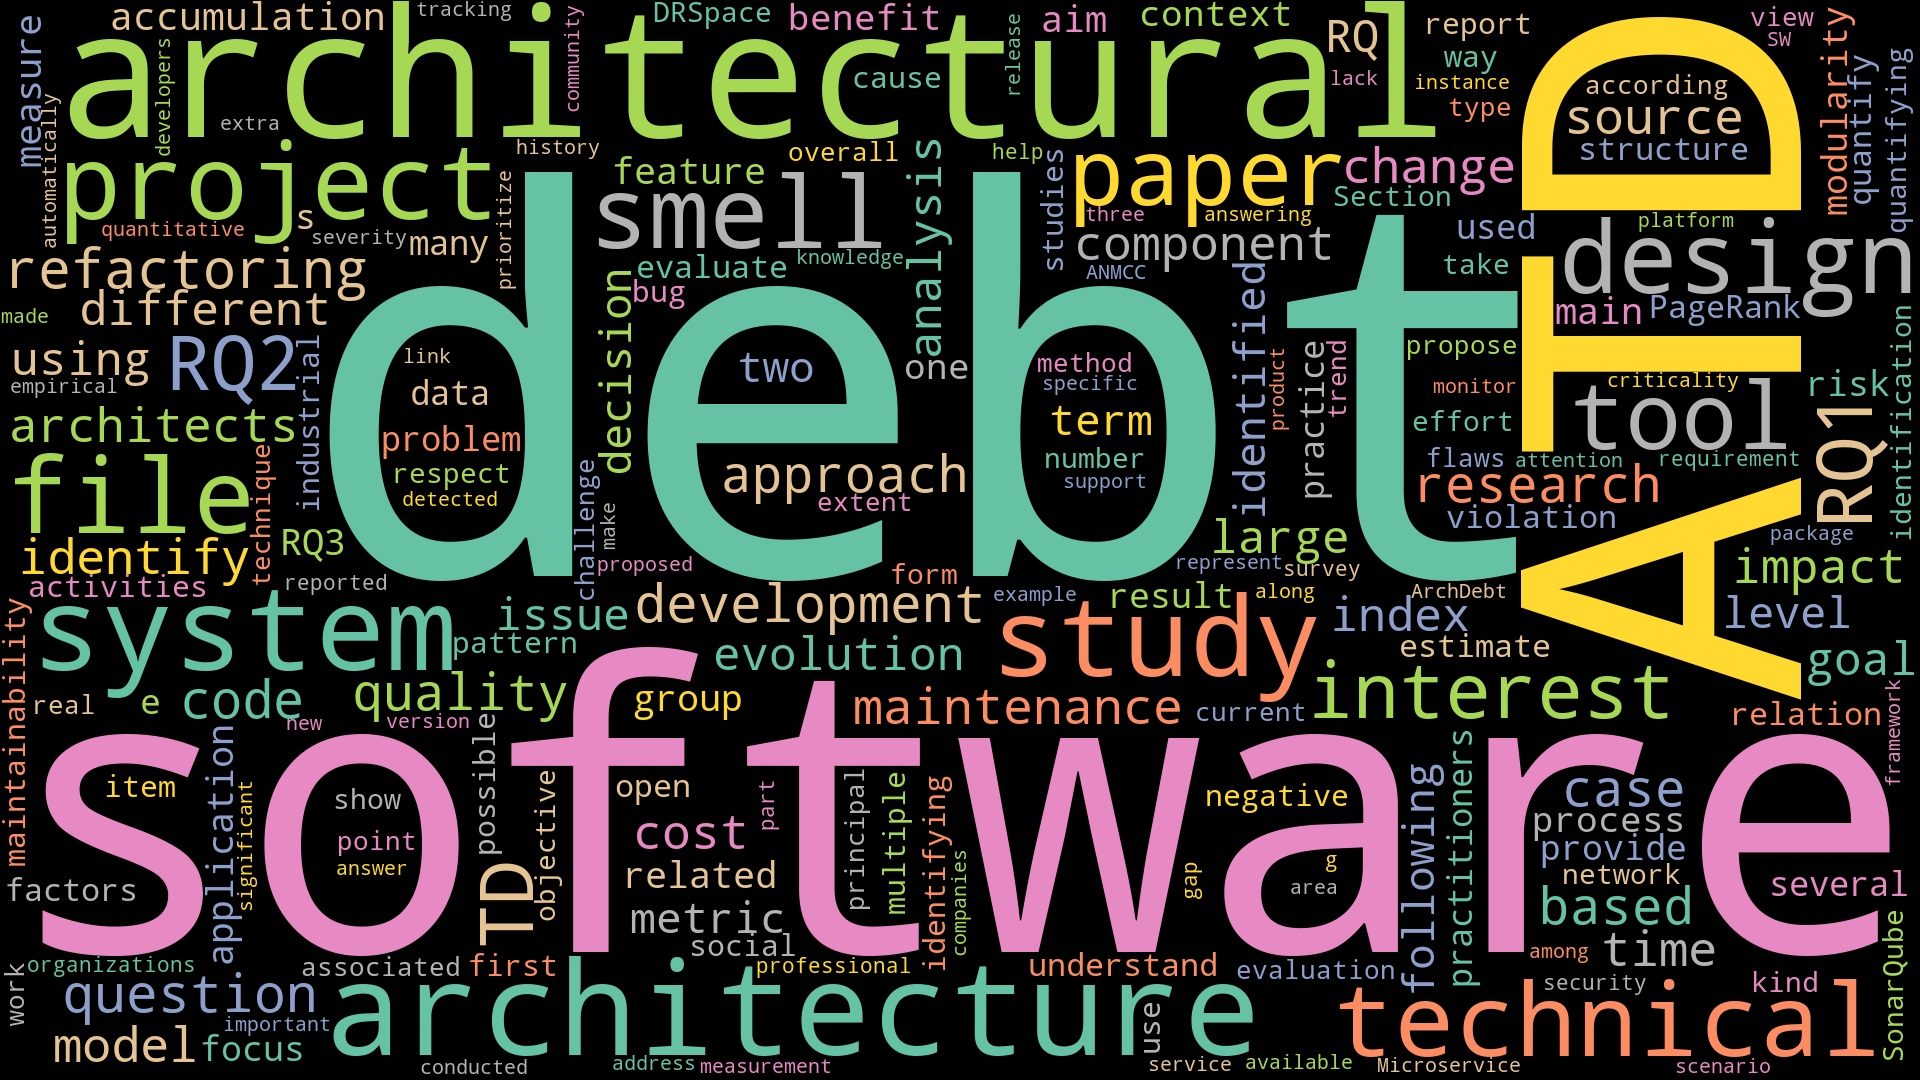 accumulation
tracking
DRSpace
benefit
aim
context
RQ
report
view
SW
measure
architectural
developers
community
release
cause
way
lack
instance
type
modularity
quantify
quantifying
ATD
according
source
structure
automatically
extra
history
feature
overall
help
studies
paper
change
Section
three
answering
project
quantitative
s
severity
many
prioritize
smell
analysis
component
used
platform
design
evaluate
knowledge
bug
ANMCC
take
refactoring
different
made
decision
debt
identified
main
PageRank
using
RQ2
industrial
empirical
link
data
problem
respect
detected
two
one
method
specific
term
number
support
product
practice
trend
propose
monitor
effort
criticality
tool
risk
identification
RQ1
architects
technique
approach
extent
flaws
attention
requirement
research
violation
package
file
identify
RQ3
challenge
make
large
activities
reported
proposed
form
represent
survey
impact
system
issue
pattern
development
example
result
along
ArchDebt
index
level
evolution
study
estimate
goal
maintainability
real
e
code
new
quality
version
group
maintenance
current
interest
relation
framework
software
item
application
significant
show
point
answer
TD
possible
objective
open
cost
part
related
metric
social
principal
multiple
identifying
companies
negative
gap
g
area
following
practitioners
case
process
provide
network
based
several
factors
among
time
SonarQube
work
organizations
associated
first
professional
understand
evaluation
security
kind
question
architecture
use
technical
important
model
focus
conducted
address
measurement
service
available
Microservice
scenario